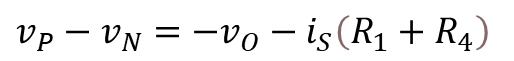 v_P − v_N = −v_O − i_S(R_1 + R_4)